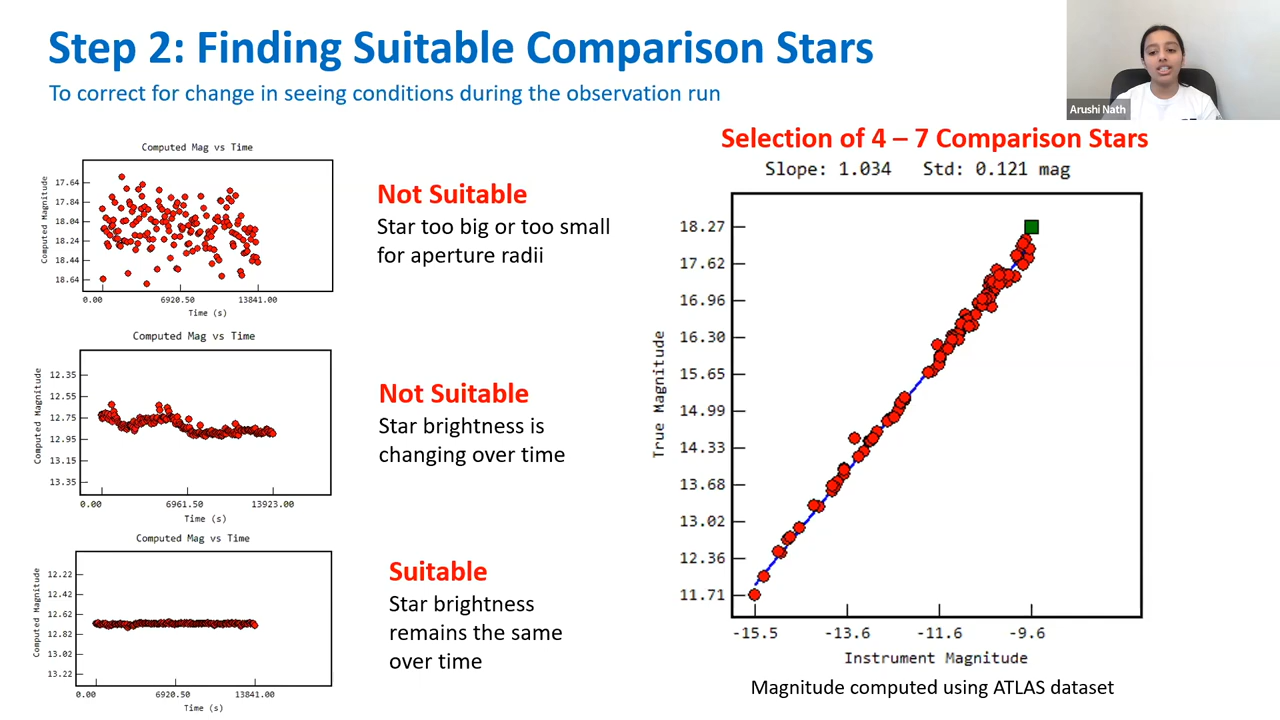 Step 2: Finding Suitable Comparison Stars
To correct for change in seeing conditions during the observation run
Arushi Nath
Computed Mag vs Time
Computed Magnitude
17.64
17.84
18.04
18.24
18.44
18.64
0.00 6920.50 13841.00
Time (s)
Not Suitable
Star too big or too small
for aperture radii
Computed Mag vs Time
Computed Magnitude
12.35
12.55
12.75
12.95
13.15
13.35
0.00 6961.50 13923.00
Time (s)
Not Suitable
Star brightness is
changing over time
Computed Mag vs Time
Computed Magnitude
12.22
12.42
12.62
12.82
13.02
13.22
0.00 6920.50 13841.00
Time (s)
Suitable
Star brightness
remains the same
over time
Selection of 4 – 7 Comparison Stars
Slope: 1.034 Std: 0.121 mag
True Magnitude
18.27
17.62
16.96
16.30
15.65
14.99
14.33
13.68
13.02
12.36
11.71
-15.5 -13.6 -11.6 -9.6
Instrument Magnitude
Magnitude computed using ATLAS dataset